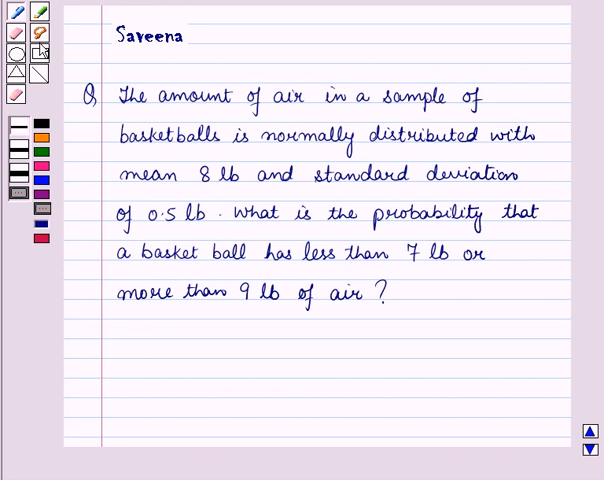 Saveena
Q The amount of air in a sample of
basketballs is normally distributed with
mean 8 lb and standard deviation
of 0.5 lb. What is the probability that
a basket ball has less than 7 lb or
more than 9 lb of air?